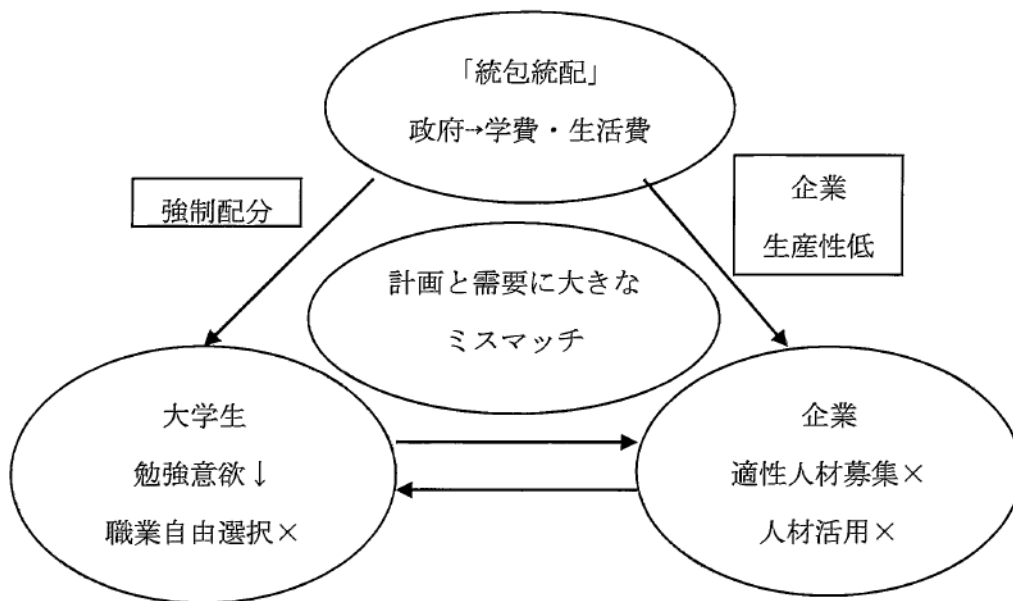 「統包統配」
政府→学費・生活費
強制配分
企業
生産性低
計画と需要に大きな
ミスマッチ
大学生
勉強意欲↓
職業自由選択×
企業
適性人材募集×
人材活用×